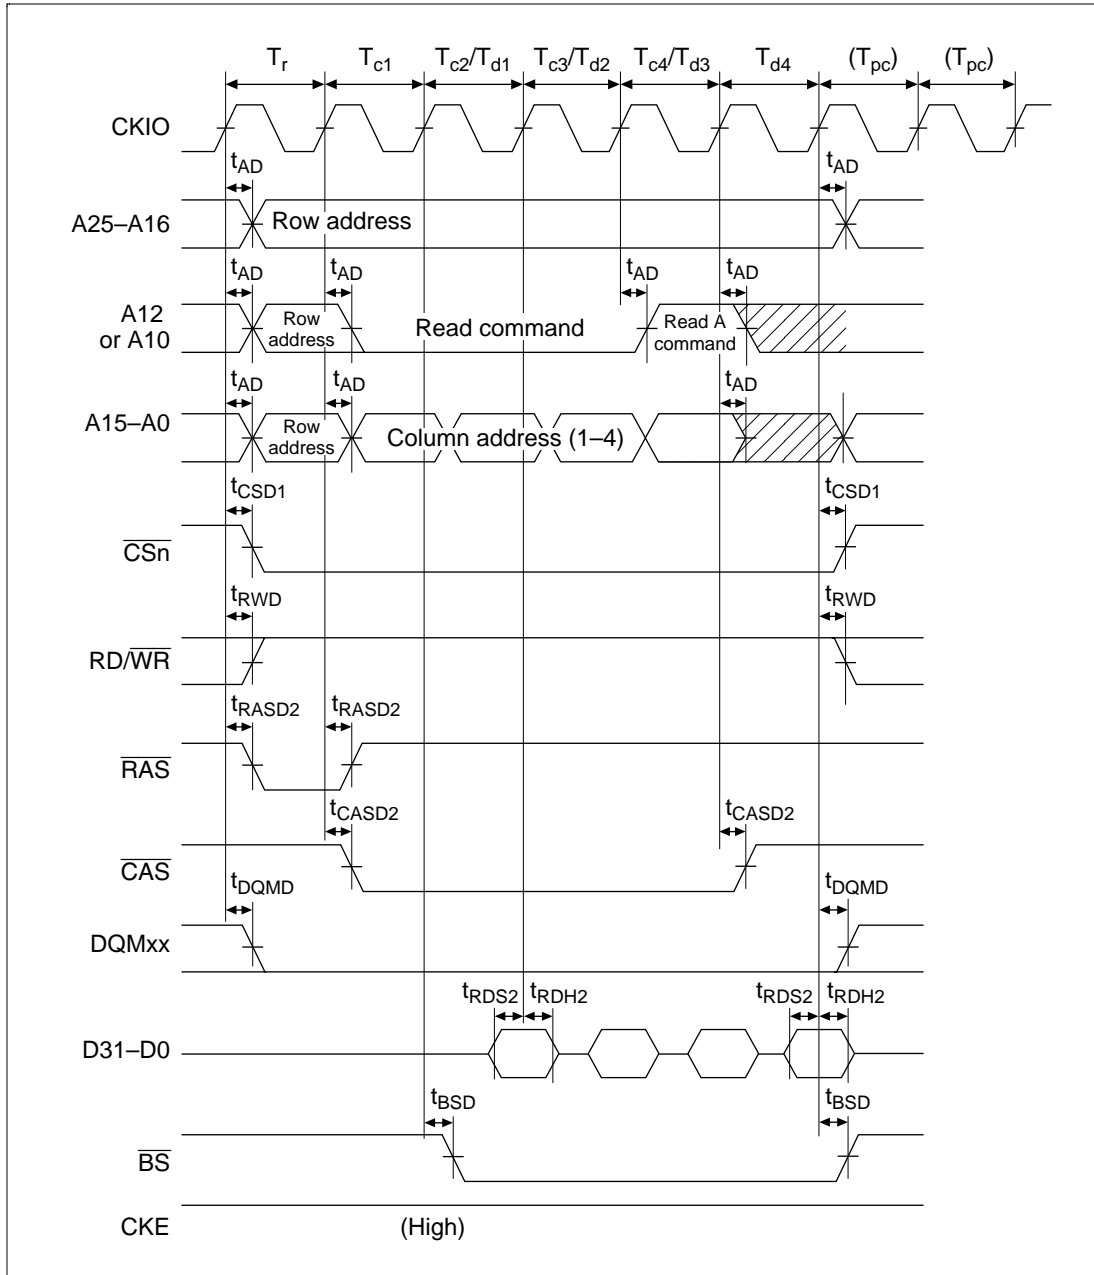 Tr Tc1 Tc2/Td1 Tc3/Td2 Tc4/Td3 Td4 (Tpc) (Tpc)
CKIO
tAD tAD
A25–A16 Row address
tAD tAD tAD tAD
A12
or A10
Row
address
Read command
Read A
command
tAD tAD tAD
A15–A0
Row
address
Column address (1–4)
tCSD1 tCSD1
CSn
tRWD tRWD
RD/WR
tRASD2 tRASD2
RAS
tCASD2 tCASD2
CAS
tDQMD tDQMD
DQMxx
tRDS2 tRDH2 tRDS2 tRDH2
D31–D0
tBSD tBSD
BS
CKE (High)